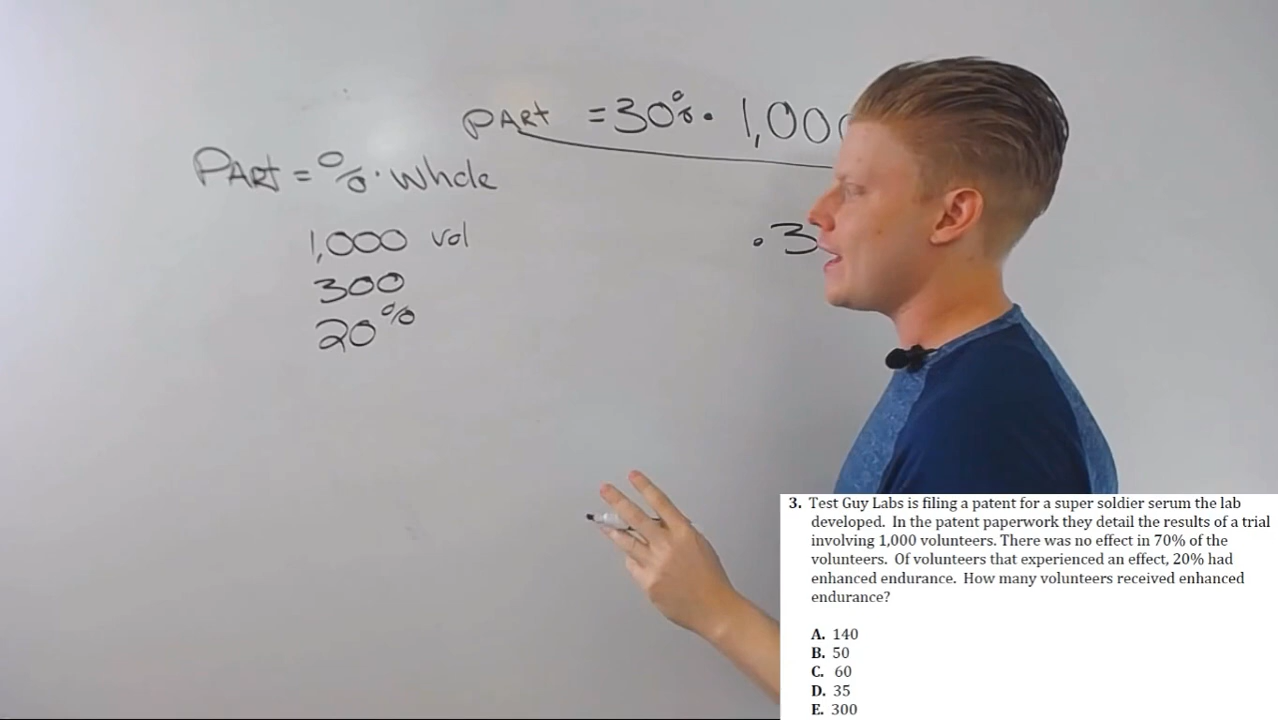 PART = 30% · 1,000
PART = % · Whole
1,000 vol
.3
300
20%
3. Test Guy Labs is filing a patent for a super soldier serum the lab
developed. In the patent paperwork they detail the results of a trial
involving 1,000 volunteers. There was no effect in 70% of the
volunteers. Of volunteers that experienced an effect, 20% had
enhanced endurance. How many volunteers received enhanced
endurance?
A. 140
B. 50
C. 60
D. 35
E. 300